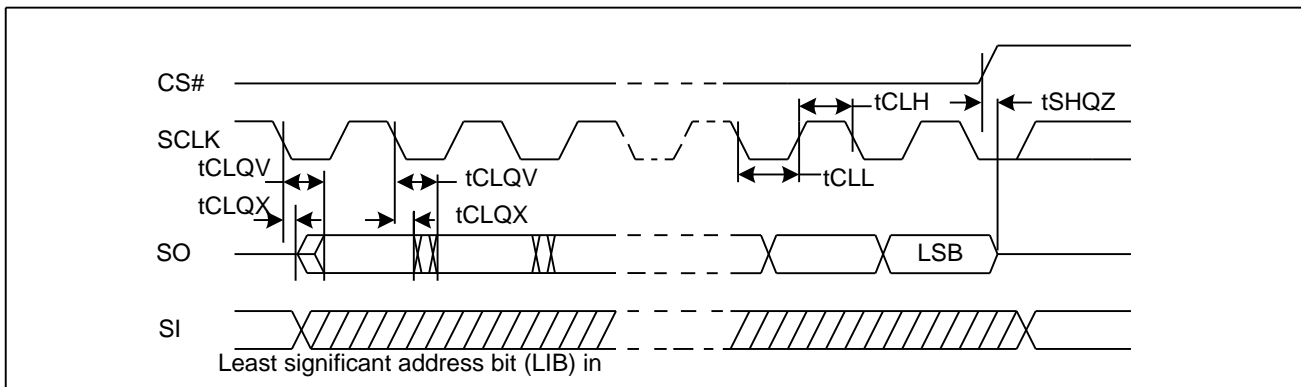 CS#
tCLH
tSHQZ
SCLK
tCLQV
tCLQV
tCLL
tCLQX
tCLQX
SO
LSB
SI
Least significant address bit (LIB) in